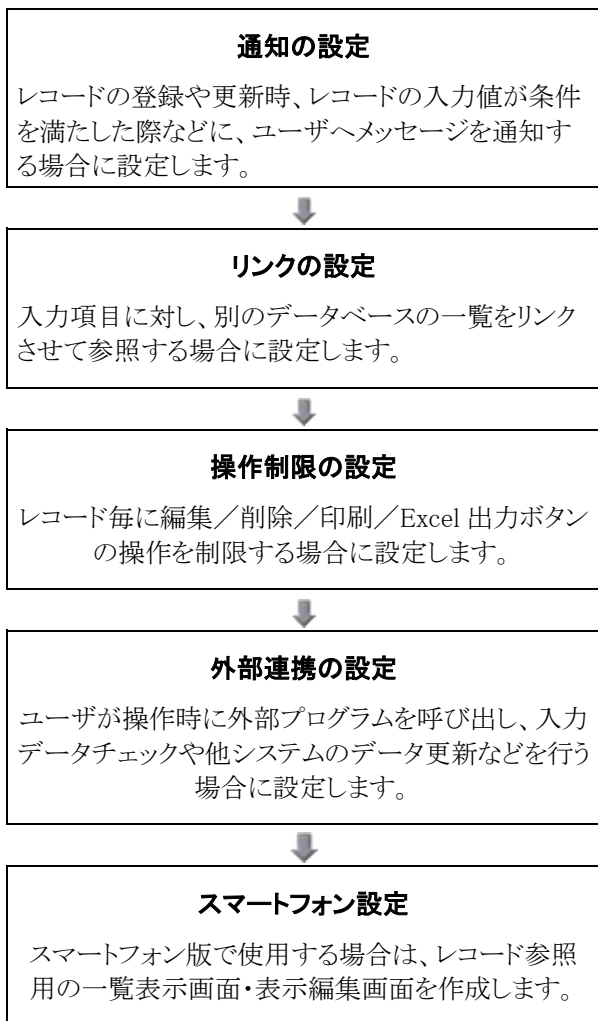 通知の設定
レコードの登録や更新時、レコードの入力値が条件
を満たした際などに、ユーザへメッセージを通知す
る場合に設定します。
リンクの設定
入力項目に対し、別のデータベースの一覧をリンク
させて参照する場合に設定します。
操作制限の設定
レコード毎に編集／削除／印刷／Excel 出力ボタン
の操作を制限する場合に設定します。
外部連携の設定
ユーザが操作時に外部プログラムを呼び出し、入力
データチェックや他システムのデータ更新などを行う
場合に設定します。
スマートフォン設定
スマートフォン版で使用する場合は、レコード参照
用の一覧表示画面・表示編集画面を作成します。